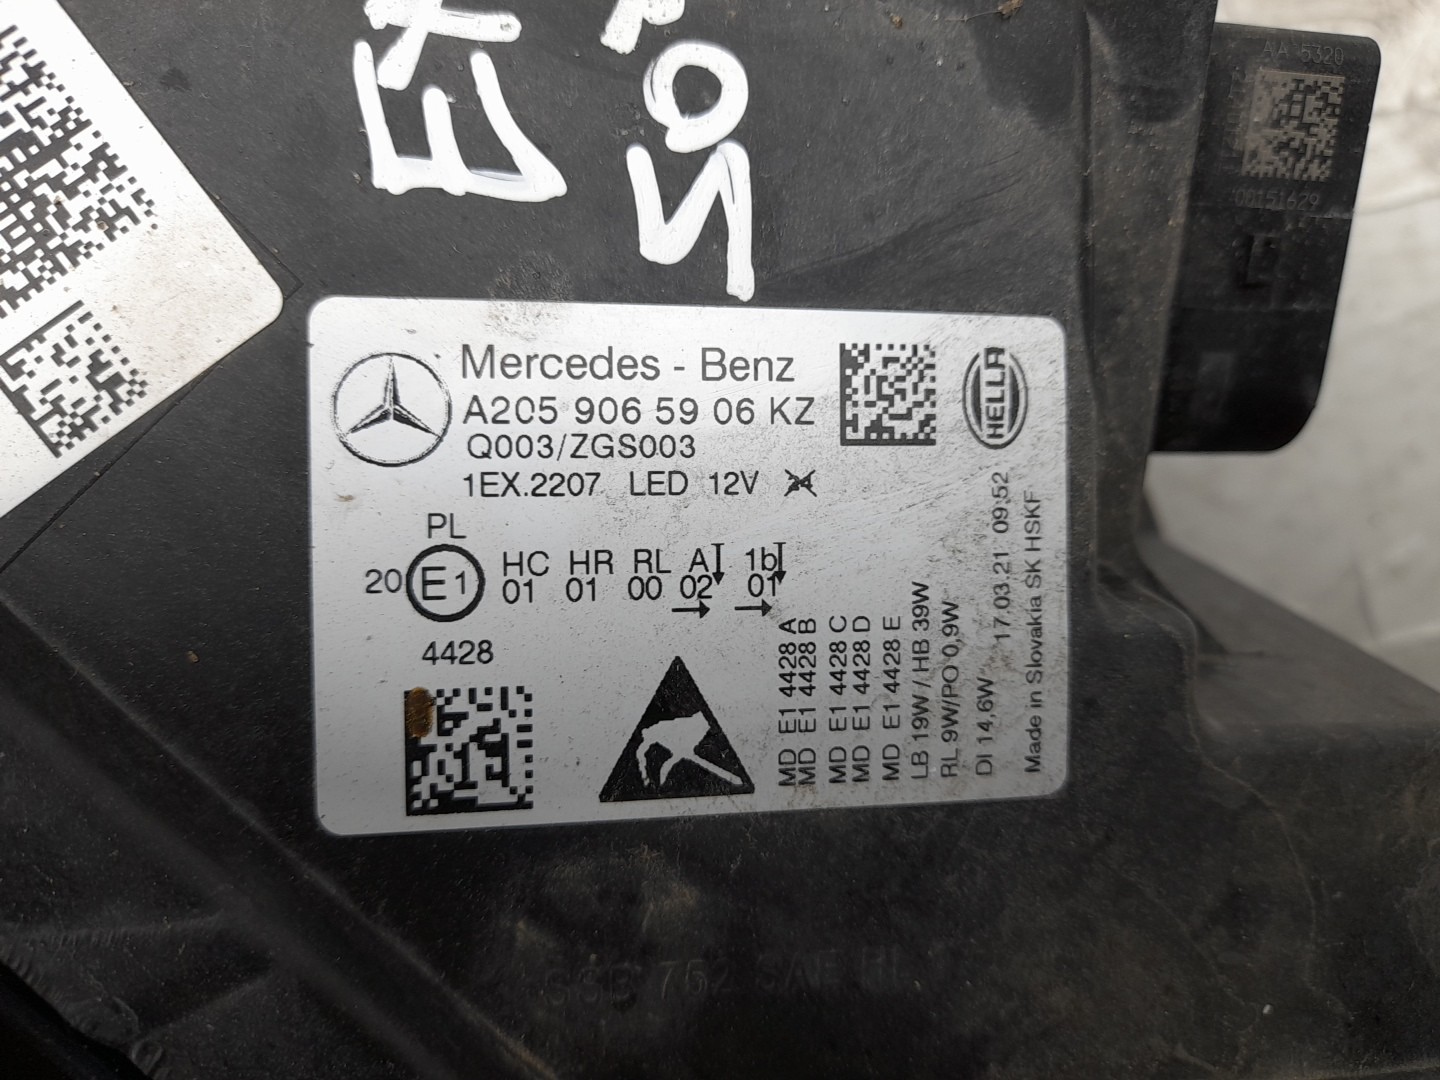 AA 5320
00151629
Mercedes - Benz
A205 906 59 06 KZ
Q003/ZGS003
1EX.2207 LED 12V
HELLA
PL
20 E1
HC HR RL A 1b
01 01 00 02 01
4428
MD E1 4428 A
MD E1 4428 B
MD E1 4428 C
MD E1 4428 D
MD E1 4428 E
LB 19W / HB 39W
RL 9W/PO 0,9W
DI 14,6W 17.03.21 09:52
Made in Slovakia SK HSKF